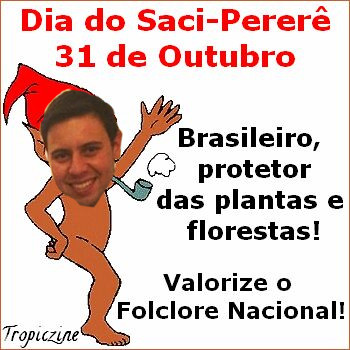 Dia do Saci-Pererê
31 de Outubro
Brasileiro,
protetor
das plantas e
florestas!
Valorize o
Folclore Nacional!
Tropiczine